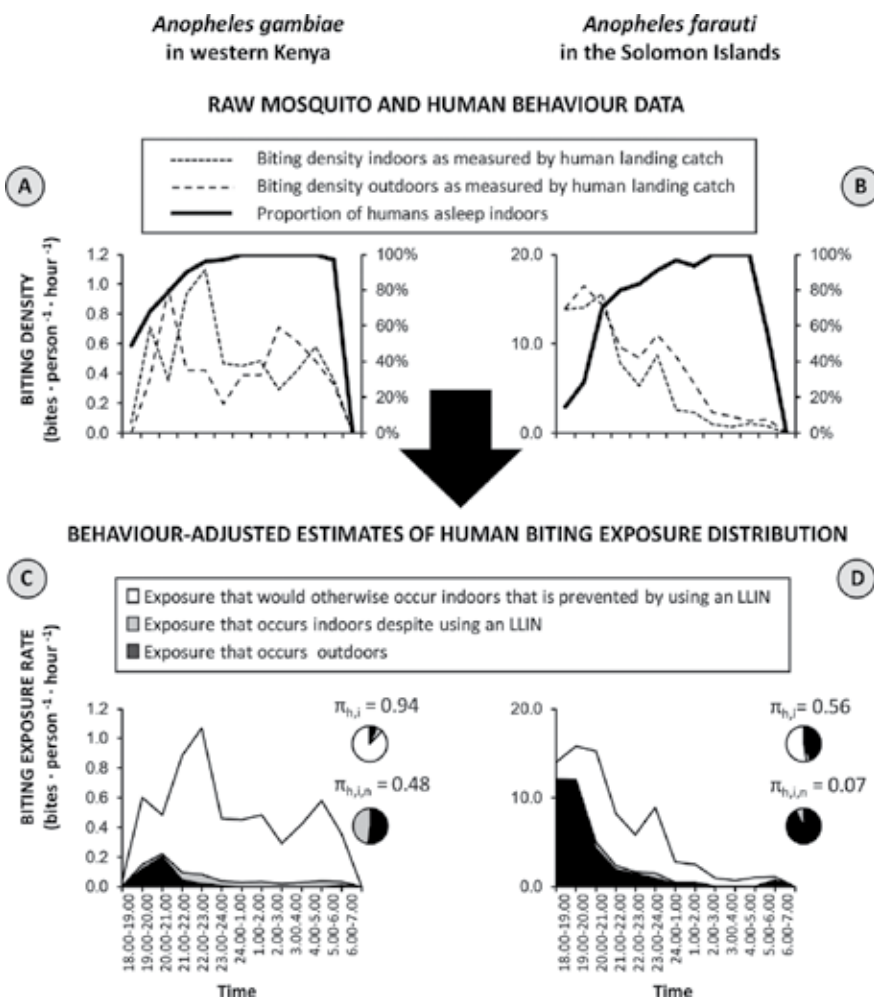 Anopheles gambiae
in western Kenya
Anopheles farauti
in the Solomon Islands
RAW MOSQUITO AND HUMAN BEHAVIOUR DATA
A
B
Biting density indoors as measured by human landing catch
Biting density outdoors as measured by human landing catch
Proportion of humans asleep indoors
BITING DENSITY
(bites · person⁻¹ · hour⁻¹)
1.2
1.0
0.8
0.6
0.4
0.2
0.0
100%
80%
60%
40%
20%
0%
20.0
10.0
0.0
100%
80%
60%
40%
20%
0%
BEHAVIOUR-ADJUSTED ESTIMATES OF HUMAN BITING EXPOSURE DISTRIBUTION
C
D
Exposure that would otherwise occur indoors that is prevented by using an LLIN
Exposure that occurs indoors despite using an LLIN
Exposure that occurs outdoors
BITING EXPOSURE RATE
(bites · person⁻¹ · hour⁻¹)
1.2
1.0
0.8
0.6
0.4
0.2
0.0
πh,i = 0.94
πh,i,n = 0.48
18.00-19.00
19.00-20.00
20.00-21.00
21.00-22.00
22.00-23.00
23.00-24.00
24.00-1.00
1.00-2.00
2.00-3.00
3.00.4.00
4.00-5.00
5.00-6.00
6.00-7.00
Time
20.0
10.0
0.0
πh,i = 0.56
πh,i,n = 0.07
18.00-19.00
19.00-20.00
20.00-21.00
21.00-22.00
22.00-23.00
23.00-24.00
24.00-1.00
1.00-2.00
2.00-3.00
3.00.4.00
4.00-5.00
5.00-6.00
6.00-7.00
Time